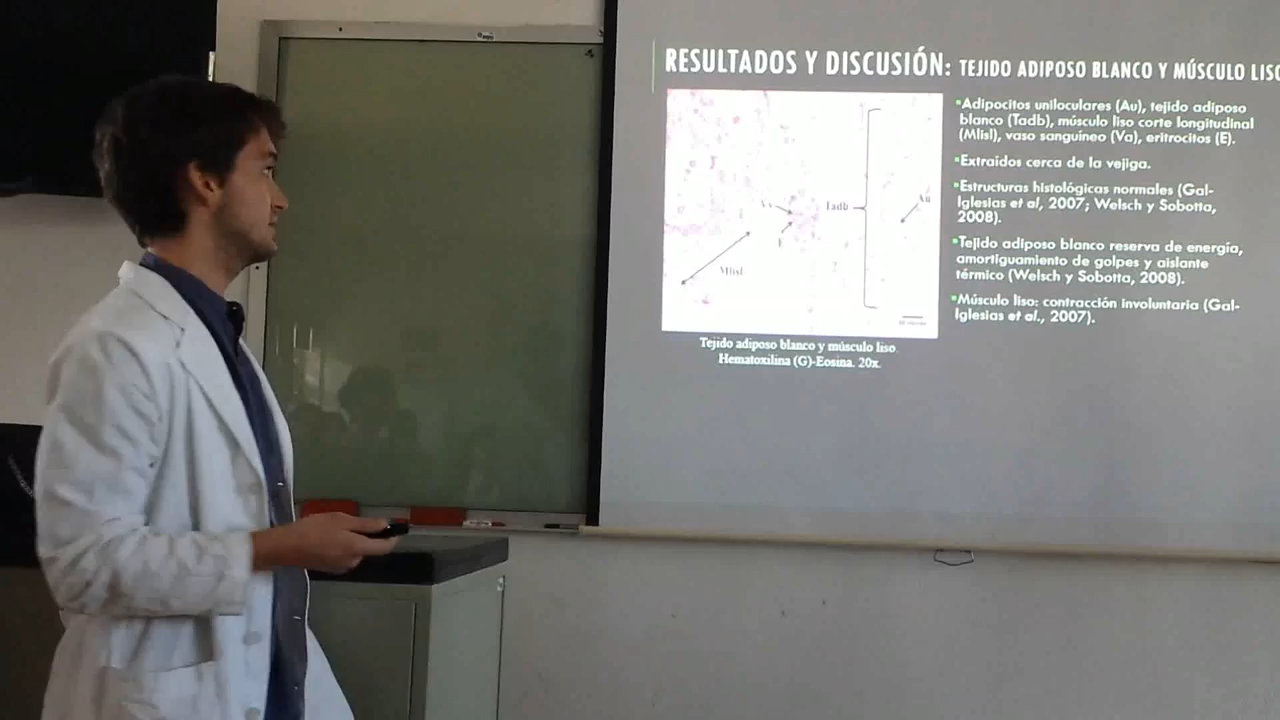 RESULTADOS Y DISCUSIÓN: TEJIDO ADIPOSO BLANCO Y MÚSCULO LISO
▪Adipocitos uniloculares (Au), tejido adiposo
blanco (Tadb), músculo liso corte longitudinal
(Mlisl), vaso sanguíneo (Va), eritrocitos (E).
▪Extraidos cerca de la vejiga.
▪Estructuras histológicas normales (Gal-
Iglesias et al, 2007; Welsch y Sobotta,
2008).
▪Tejido adiposo blanco reserva de energía,
amortiguamiento de golpes y aislante
térmico (Welsch y Sobotta, 2008).
▪Músculo liso: contracción involuntaria (Gal-
Iglesias et al., 2007).
Tadb
Au
Mlisl
Tejido adiposo blanco y músculo liso.
Hematoxilina (G)-Eosina. 20x.